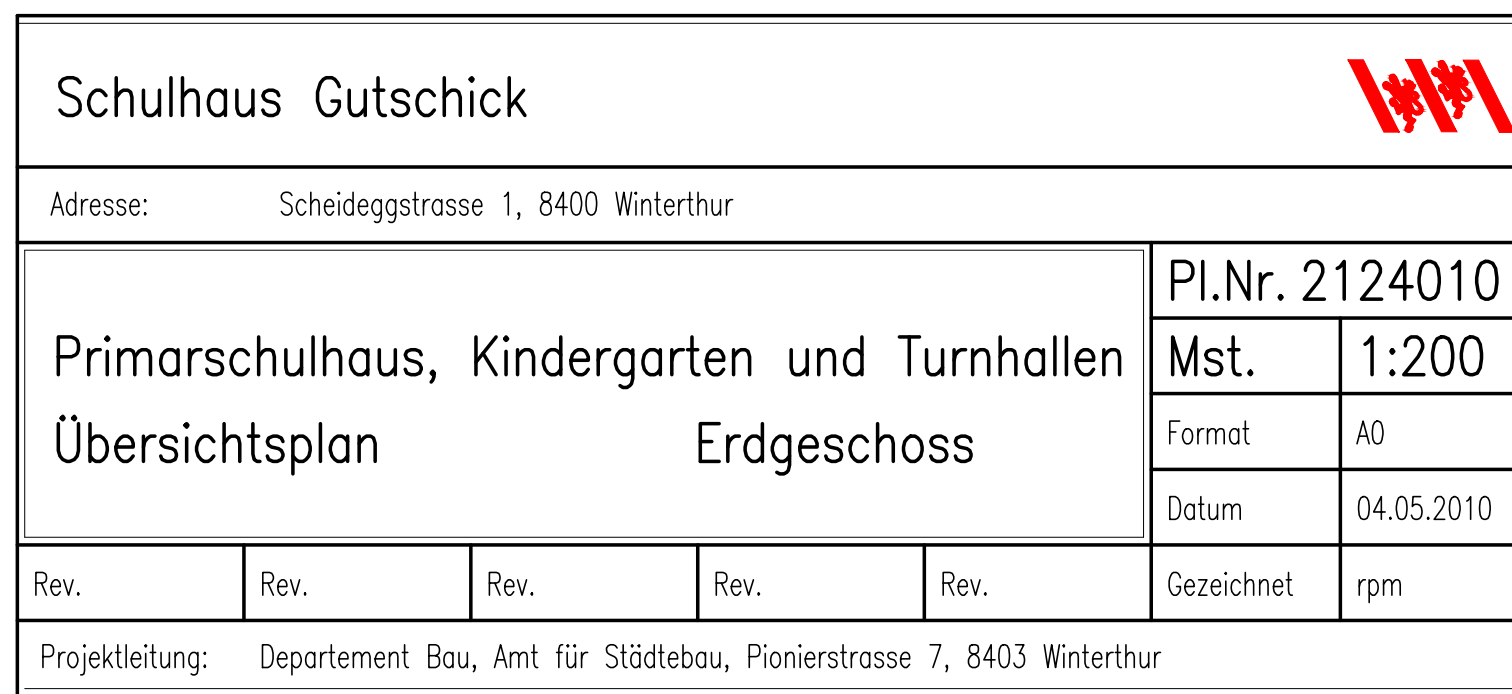 Schulhaus Gutschick
Adresse: Scheideggstrasse 1, 8400 Winterthur
Pl.Nr. 2124010
Primarschulhaus, Kindergarten und Turnhallen
Mst. 1:200
Übersichtsplan Erdgeschoss
Format A0
Datum 04.05.2010
Rev. Rev. Rev. Rev. Rev. Gezeichnet rpm
Projektleitung: Departement Bau, Amt für Städtebau, Pionierstrasse 7, 8403 Winterthur